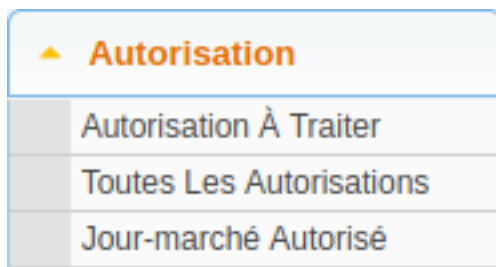 Autorisation
Autorisation À Traiter
Toutes Les Autorisations
Jour-marché Autorisé